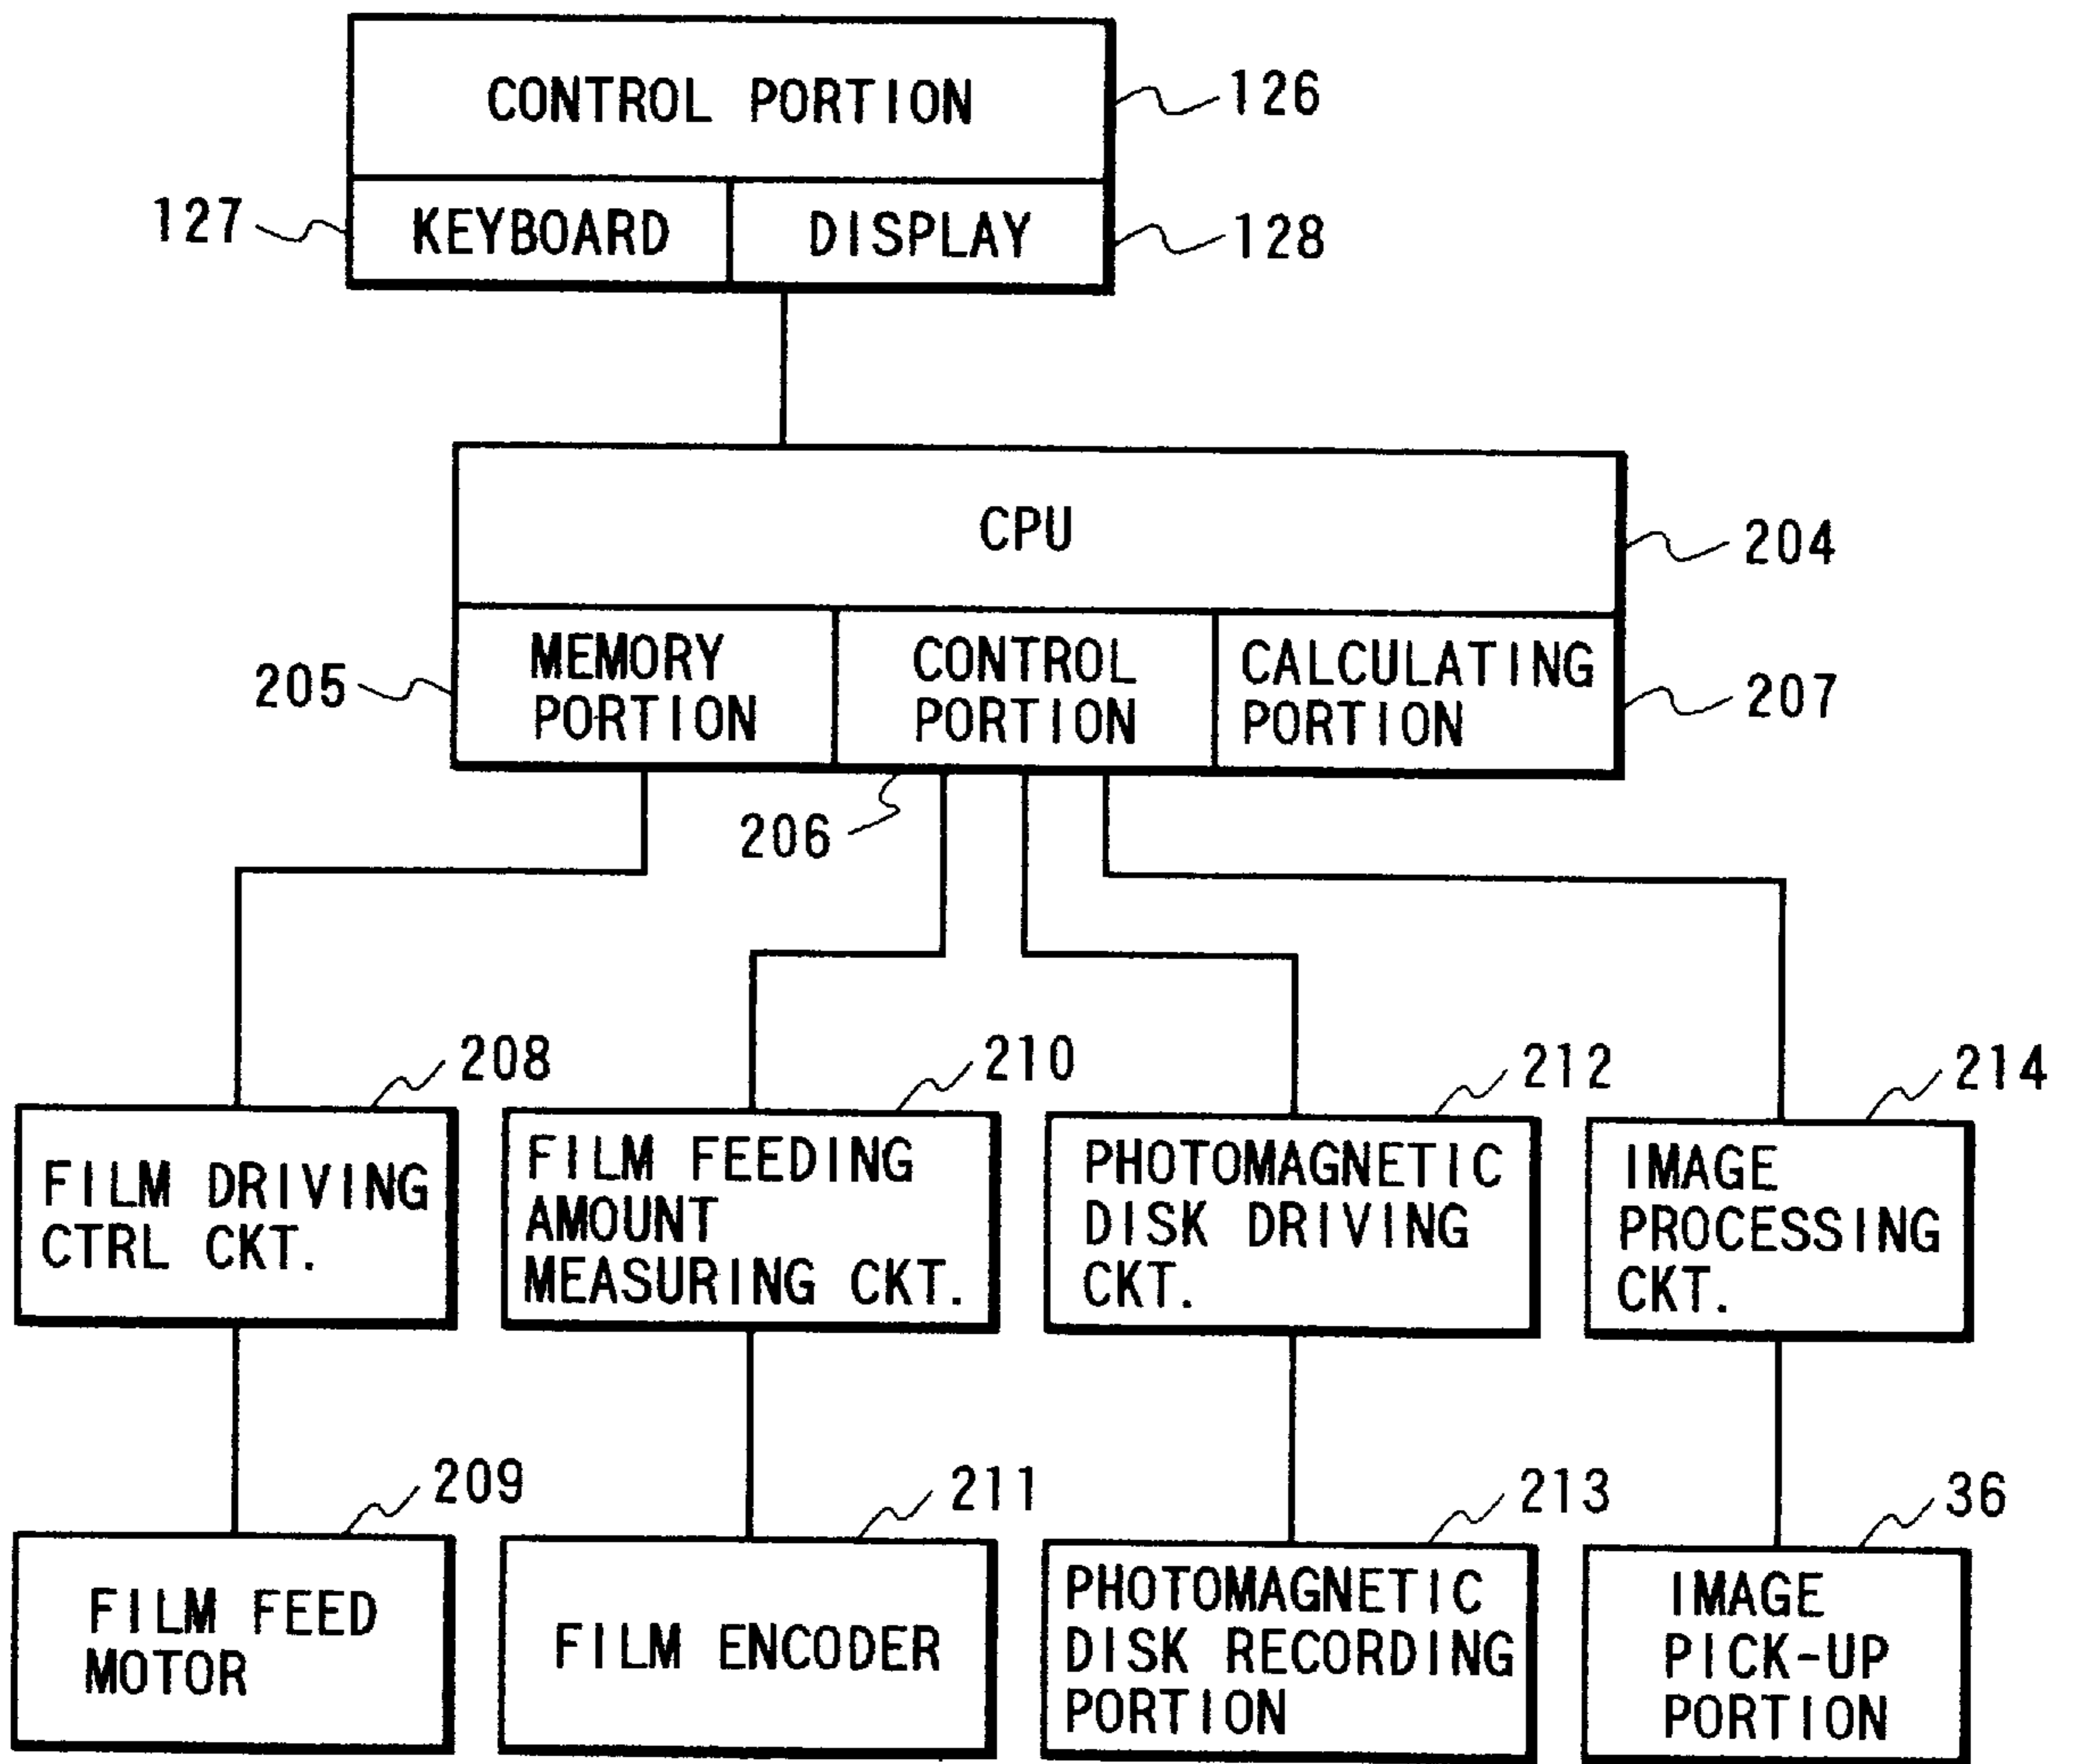 CONTROL PORTION
126
127
KEYBOARD
DISPLAY
128
CPU
204
205
MEMORY
PORTION
CONTROL
PORTION
CALCULATING
PORTION
207
206
208
210
212
214
FILM DRIVING
CTRL CKT.
FILM FEEDING
AMOUNT
MEASURING CKT.
PHOTOMAGNETIC
DISK DRIVING
CKT.
IMAGE
PROCESSING
CKT.
209
211
213
36
FILM FEED
MOTOR
FILM ENCODER
PHOTOMAGNETIC
DISK RECORDING
PORTION
IMAGE
PICK-UP
PORTION